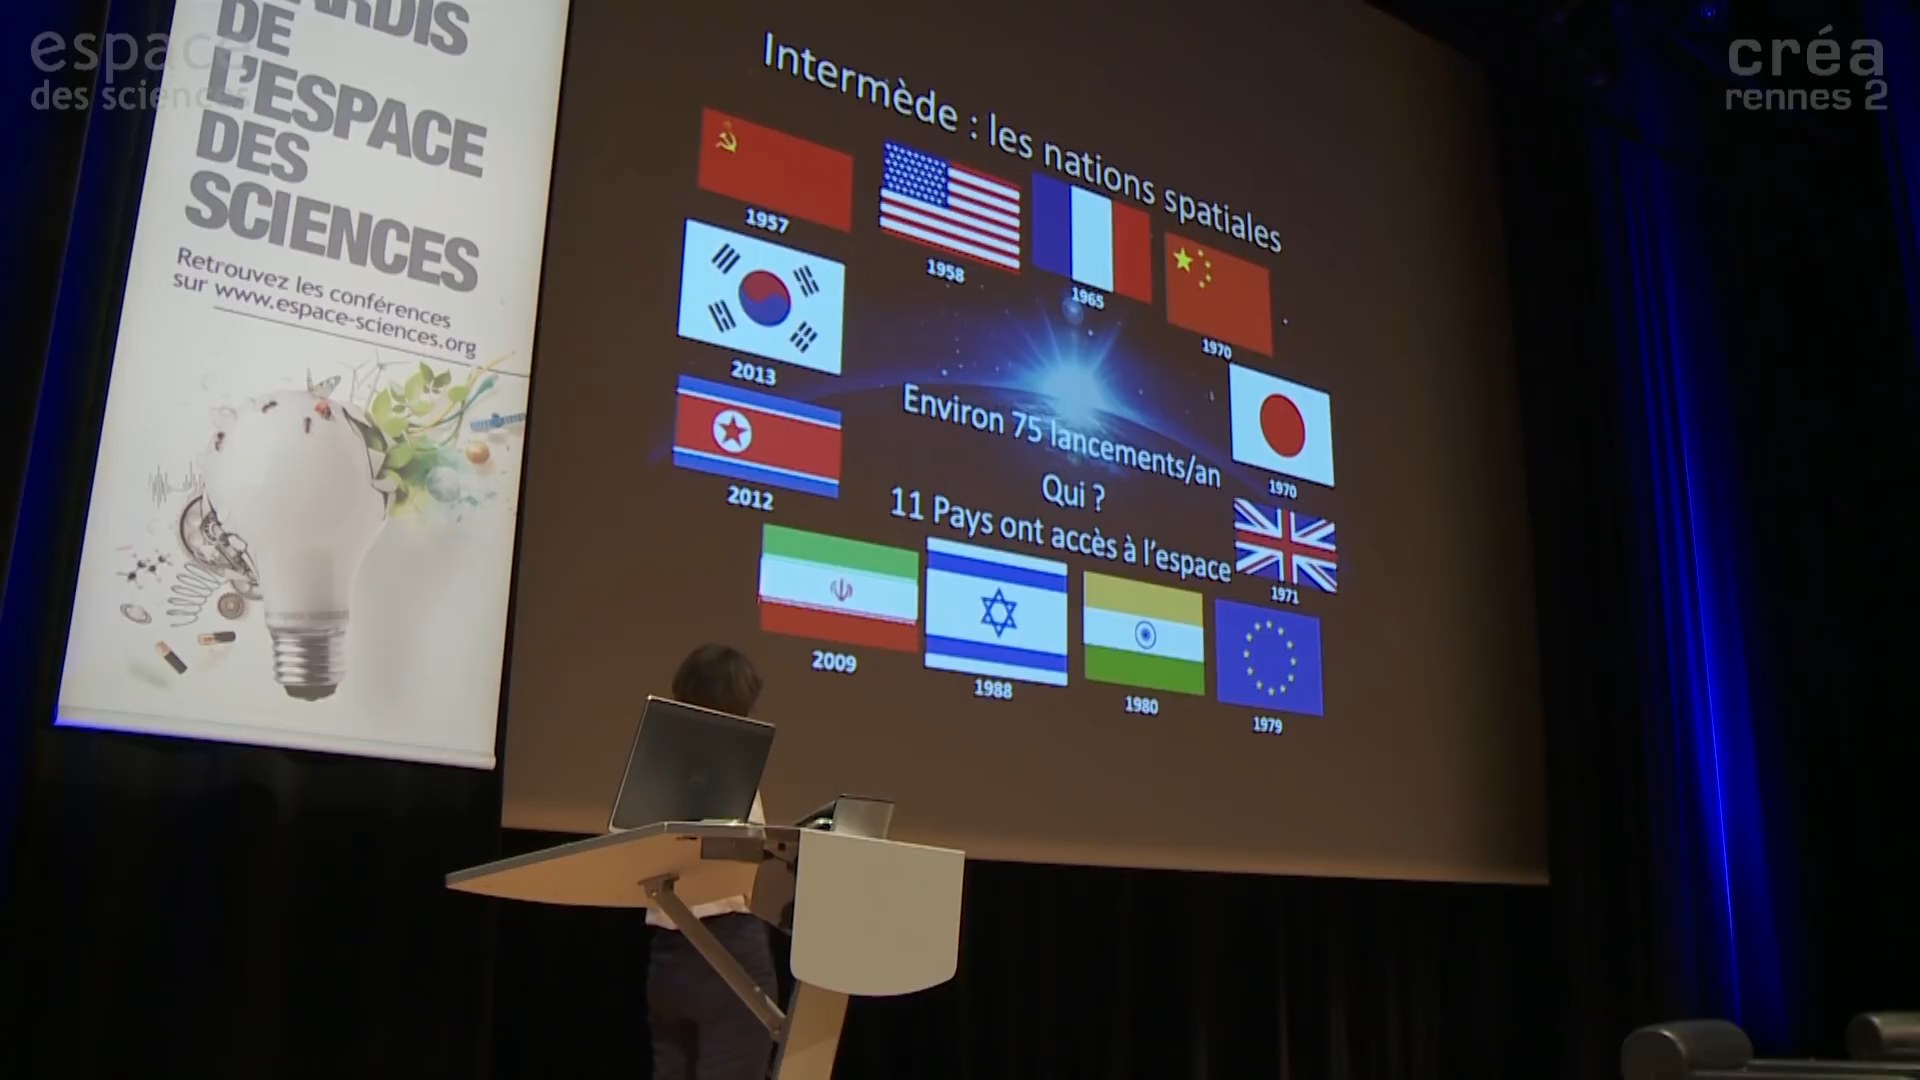 espace
des sciences
créa
rennes 2
DE
L'ESPACE
DES
SCIENCES
Retrouvez les conférences
sur www.espace-sciences.org
Intermède : les nations spatiales
1957
1958
1965
1970
2013
1970
Environ 75 lancements/an
Qui ?
11 Pays ont accès à l'espace
2012
1971
2009
1988
1980
1979